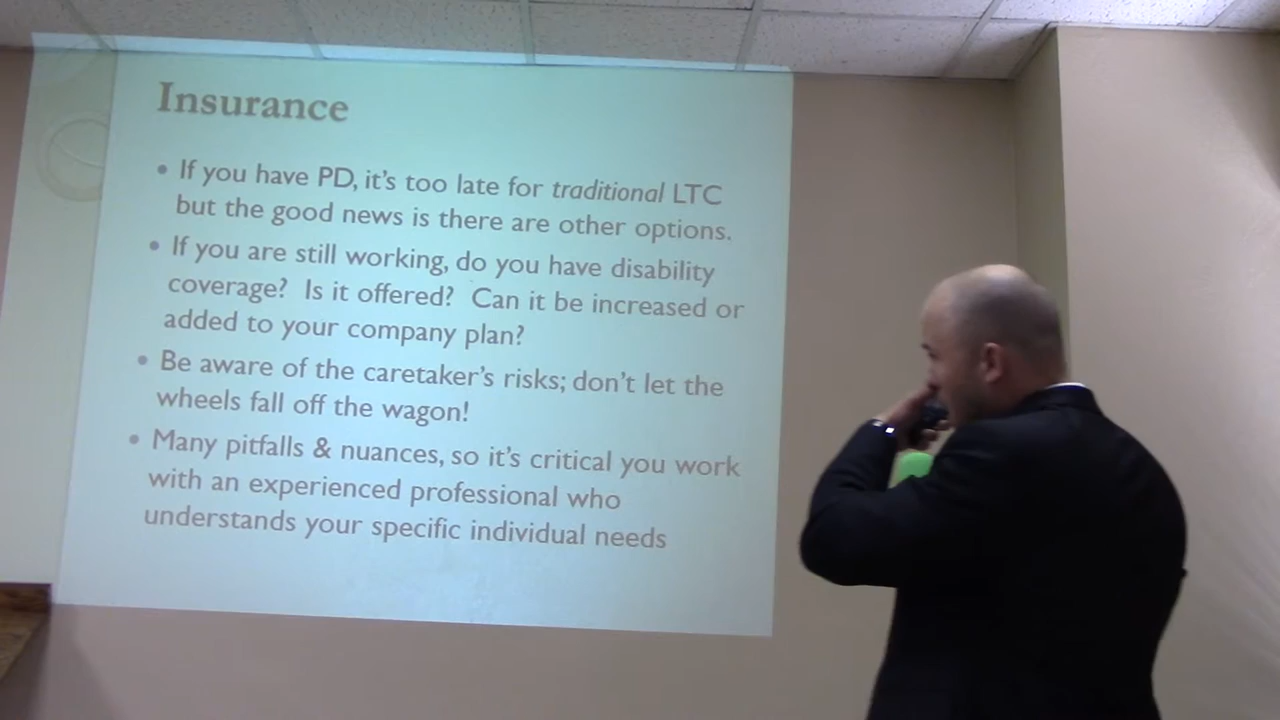 Insurance
• If you have PD, it's too late for traditional LTC
but the good news is there are other options.
• If you are still working, do you have disability
coverage? Is it offered? Can it be increased or
added to your company plan?
• Be aware of the caretaker's risks; don't let the
wheels fall off the wagon!
• Many pitfalls & nuances, so it's critical you work
with an experienced professional who
understands your specific individual needs